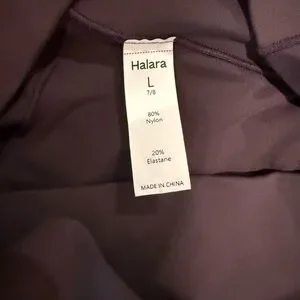 Halara
L
7/8
80%
Nylon
20%
Elastane
MADE IN CHINA